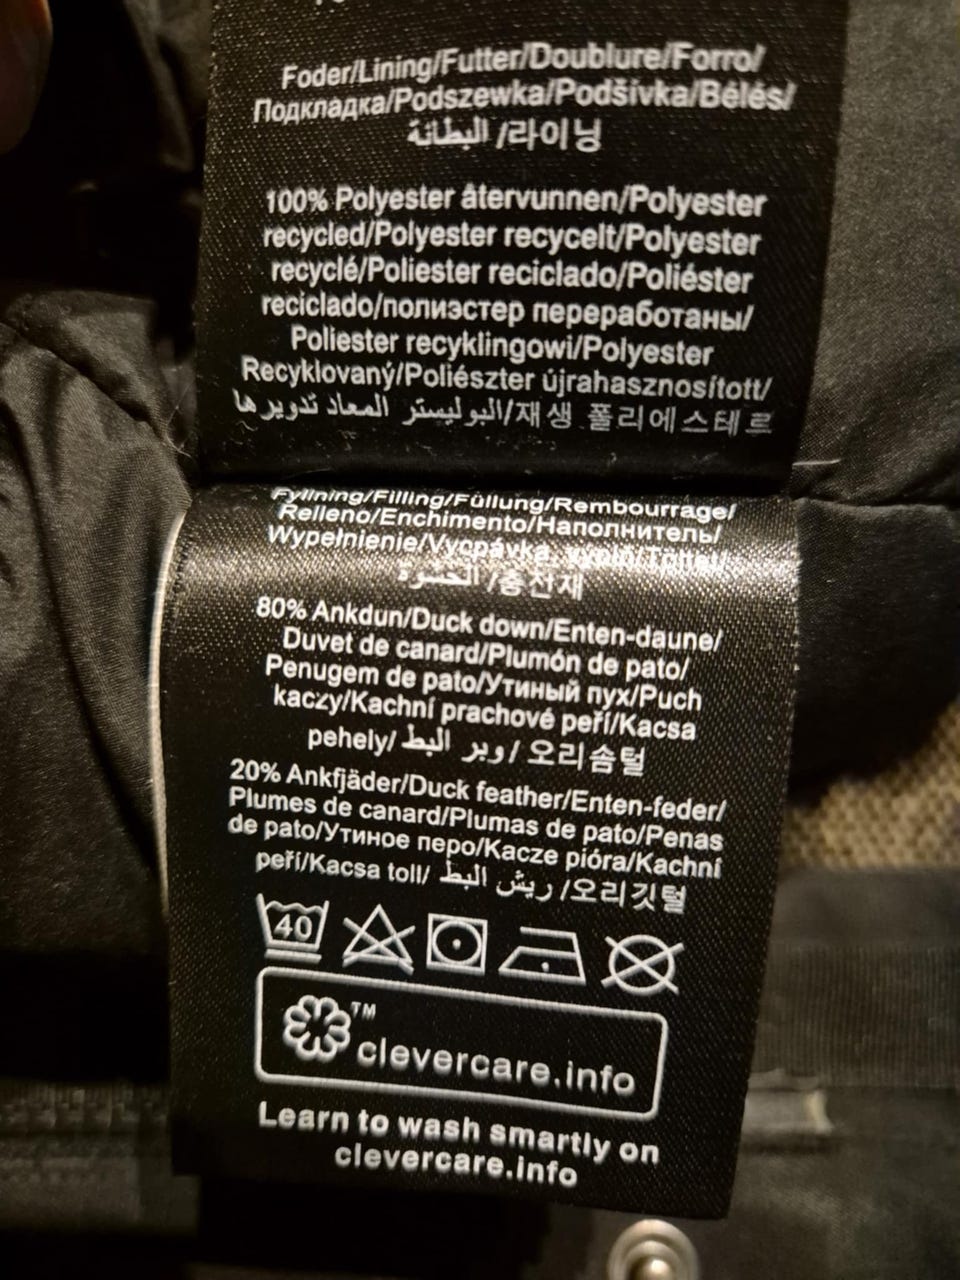 Foder/Lining/Futter/Doublure/Forro/
Подкладка/Podszewka/Podšívka/Bélés/
البطانة /라이닝
100% Polyester återvunnen/Polyester
recycled/Polyester recycelt/Polyester
recyclé/Poliester reciclado/Poliéster
reciclado/полиэстер переработаны/
Poliester recyklingowi/Polyester
Recyklovaný/Poliészter újrahasznosított/
البوليستر المعاد تدويرها/재생 폴리에스테르
Fyllning/Filling/Füllung/Rembourrage/
Relleno/Enchimento/Наполнитель/
Wypełnienie/Vycpávka, výplň/Töltet/
الحشوة /충전재
80% Ankdun/Duck down/Enten-daune/
Duvet de canard/Plumón de pato/
Penugem de pato/Утиный пух/Puch
kaczy/Kachní prachové peří/Kacsa
pehely/ وبر البط /오리솜털
20% Ankfjäder/Duck feather/Enten-feder/
Plumes de canard/Plumas de pato/Penas
de pato/Утиное перо/Kacze pióra/Kachní
peří/Kacsa toll/ ريش البط /오리깃털
40
TM
clevercare.info
Learn to wash smartly on
clevercare.info